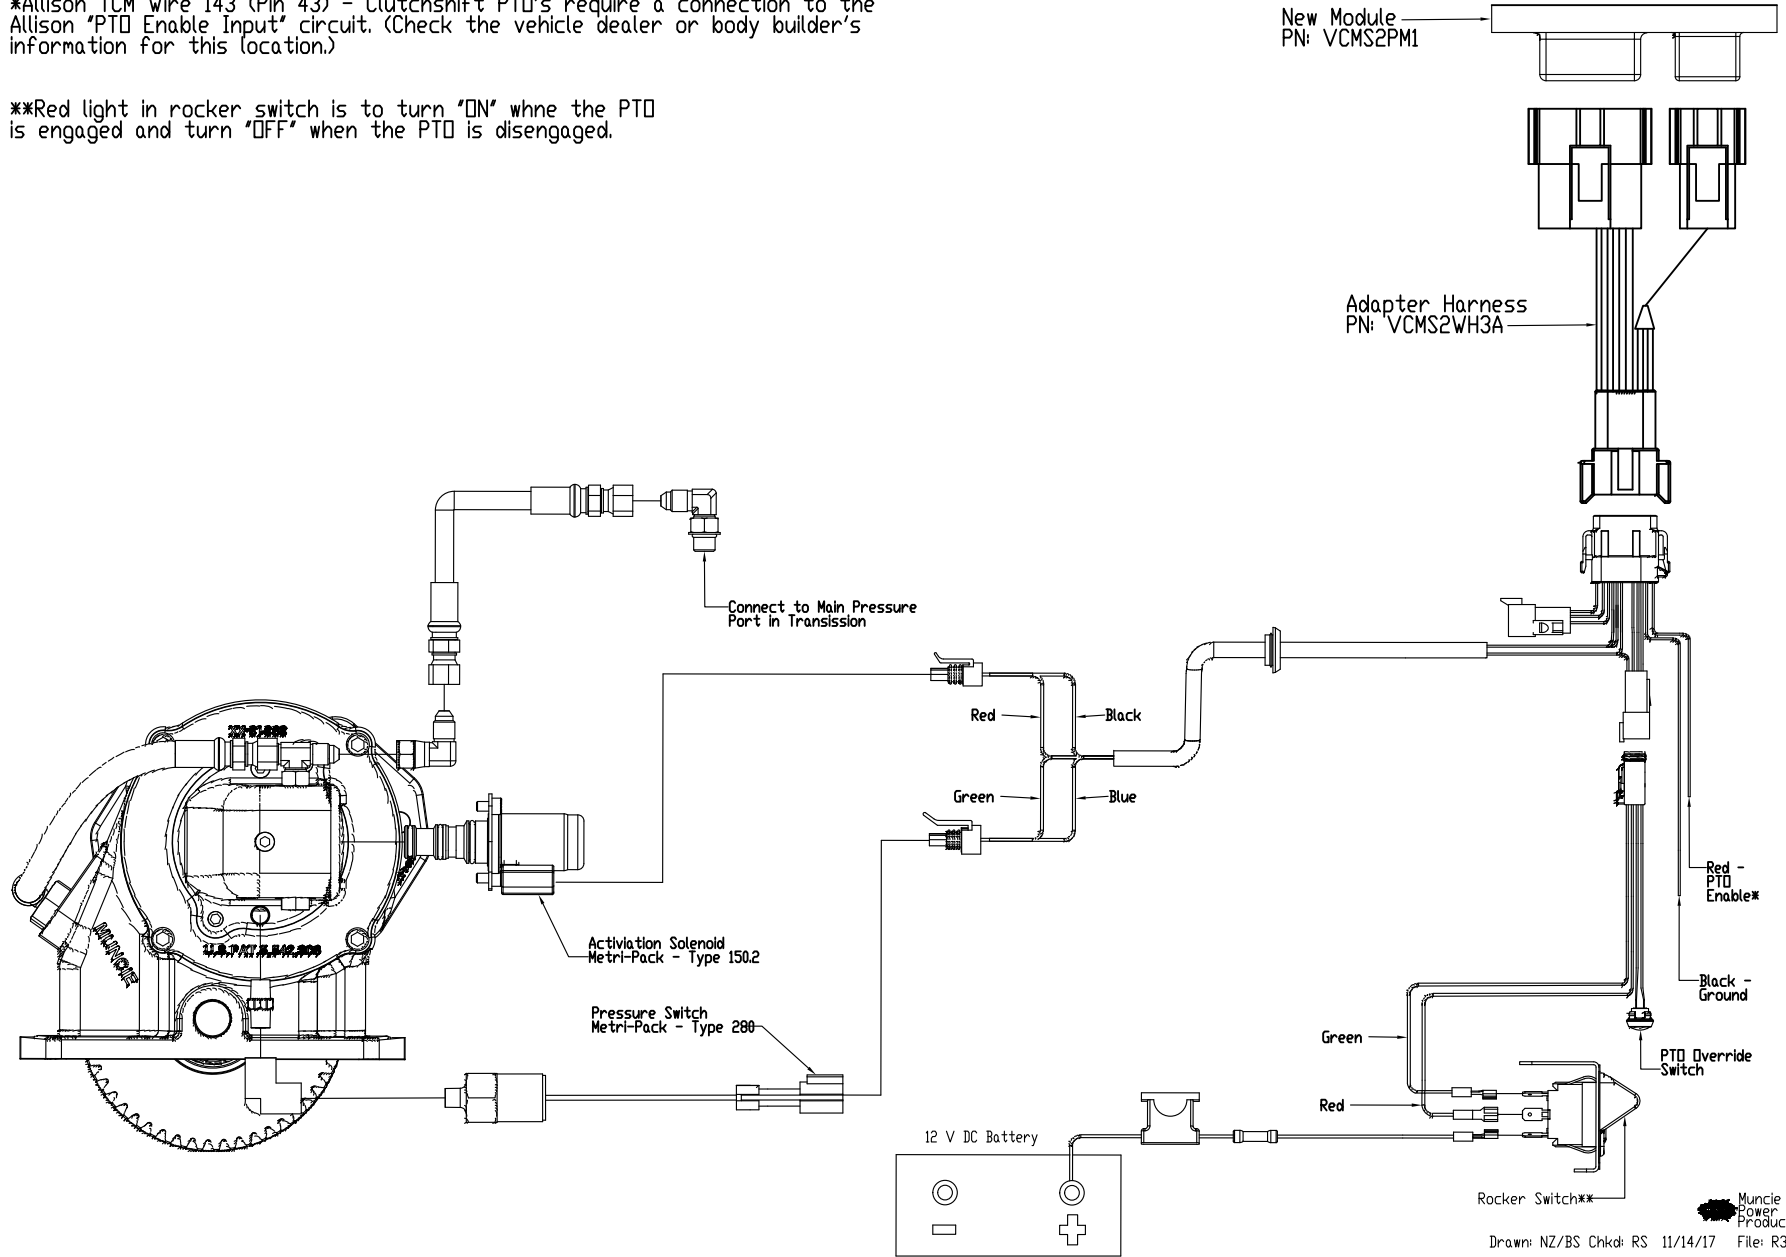 *Allison TCM Wire 143 (Pin 43) - Clutchshift PTO's require a connection to the
Allison "PTO Enable Input" circuit. (Check the vehicle dealer or body builder's
information for this location.)
**Red light in rocker switch is to turn "ON" whne the PTO
is engaged and turn "OFF" when the PTO is disengaged.
New Module
PN: VCMS2PM1
Adapter Harness
PN: VCMS2WH3A
Connect to Main Pressure
Port in Transission
Red
Black
Green
Blue
Activiation Solenoid
Metri-Pack - Type 150.2
Pressure Switch
Metri-Pack - Type 280
MUNCIE
Red -
PTO
Enable*
Black -
Ground
PTO Override
Switch
Green
Red
12 V DC Battery
Rocker Switch**
Muncie
Power
Produc
Drawn: NZ/BS Chkd: RS 11/14/17 File: R3